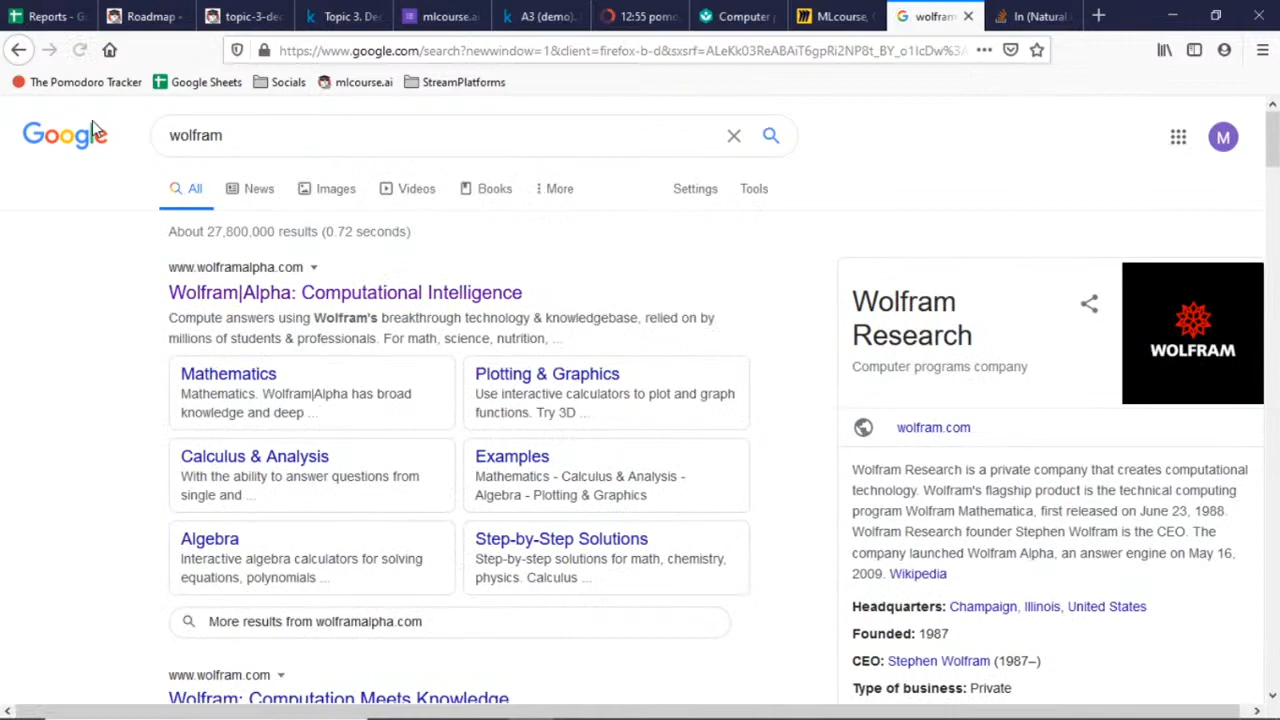 Reports - G
Roadmap -
topic-3-dec
Topic 3. De
mlcourse.ai
A3 (demo).
12:55 pomo
Computer
MLcourse,
wolfram
In (Natural
https://www.google.com/search?newwindow=1&client=firefox-b-d&sxsrf=ALeKk03ReABAiT6gpRi2NP8t_BY_o1IcDw%3A
The Pomodoro Tracker
Google Sheets
Socials
mlcourse.ai
StreamPlatforms
Google
wolfram
M
All
News
Images
Videos
Books
More
Settings
Tools
About 27,800,000 results (0.72 seconds)
www.wolframalpha.com
Wolfram|Alpha: Computational Intelligence
Compute answers using Wolfram's breakthrough technology & knowledgebase, relied on by
millions of students & professionals. For math, science, nutrition, ...
Mathematics
Mathematics. Wolfram|Alpha has broad
knowledge and deep ...
Plotting & Graphics
Use interactive calculators to plot and graph
functions. Try 3D ...
Calculus & Analysis
With the ability to answer questions from
single and ...
Examples
Mathematics - Calculus & Analysis -
Algebra - Plotting & Graphics
Algebra
Interactive algebra calculators for solving
equations, polynomials ...
Step-by-Step Solutions
Step-by-step solutions for math, chemistry,
physics. Calculus ...
More results from wolframalpha.com
www.wolfram.com
Wolfram: Computation Meets Knowledge
Wolfram
Research
Computer programs company
WOLFRAM
wolfram.com
Wolfram Research is a private company that creates computational
technology. Wolfram's flagship product is the technical computing
program Wolfram Mathematica, first released on June 23, 1988.
Wolfram Research founder Stephen Wolfram is the CEO. The
company launched Wolfram Alpha, an answer engine on May 16,
2009. Wikipedia
Headquarters: Champaign, Illinois, United States
Founded: 1987
CEO: Stephen Wolfram (1987–)
Type of business: Private